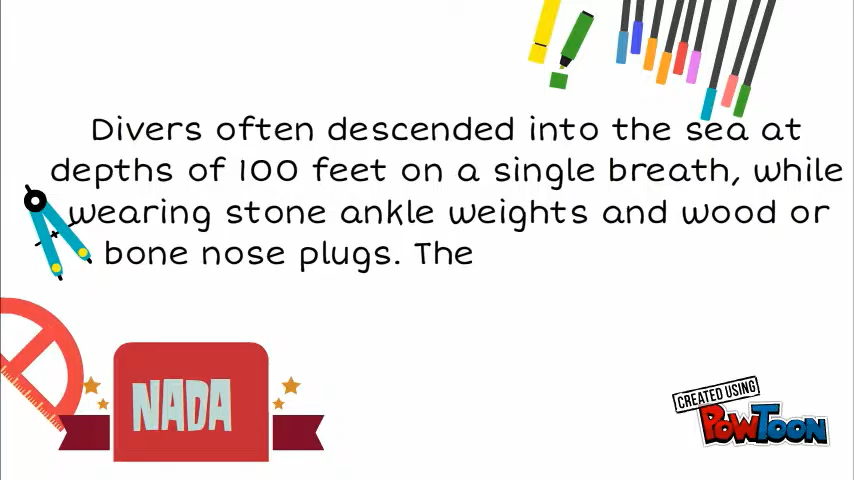 Divers often descended into the sea at
depths of 100 feet on a single breath, while
wearing stone ankle weights and wood or
bone nose plugs. The
NADA
CREATED USING
POWTOON